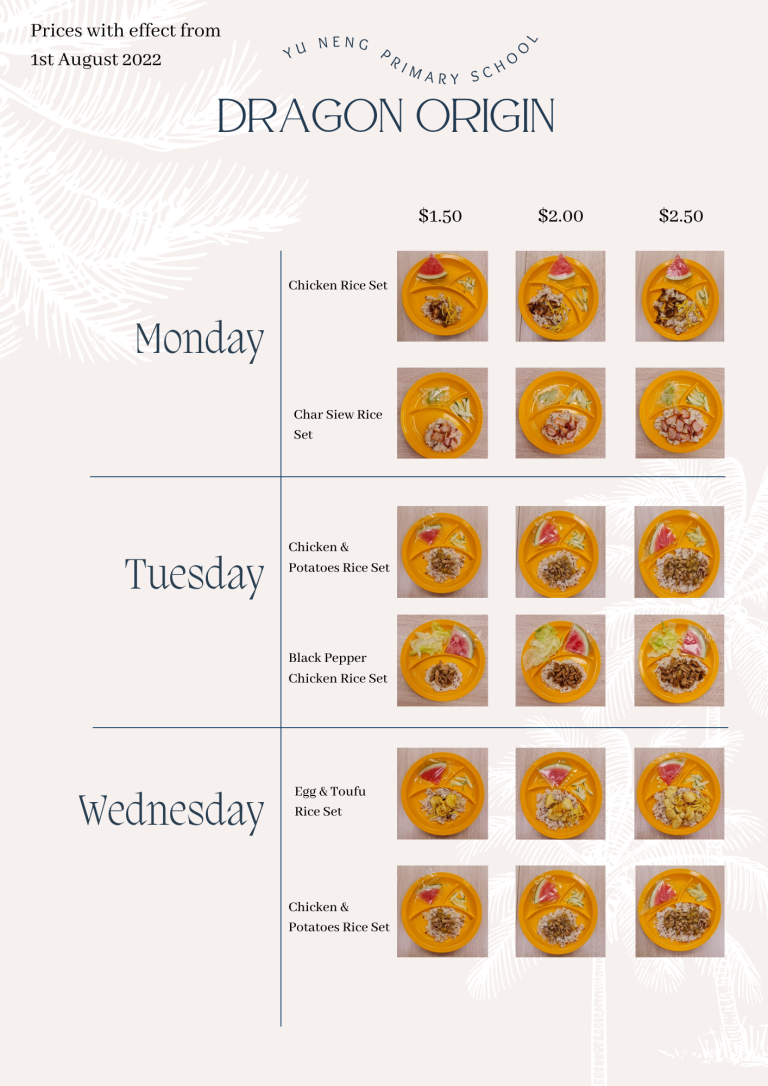 Prices with effect from
1st August 2022
YU NENG PRIMARY SCHOOL
DRAGON ORIGIN
$1.50 $2.00 $2.50
Monday
Chicken Rice Set
Char Siew Rice
Set
Tuesday
Chicken &
Potatoes Rice Set
Black Pepper
Chicken Rice Set
Wednesday
Egg & Toufu
Rice Set
Chicken &
Potatoes Rice Set